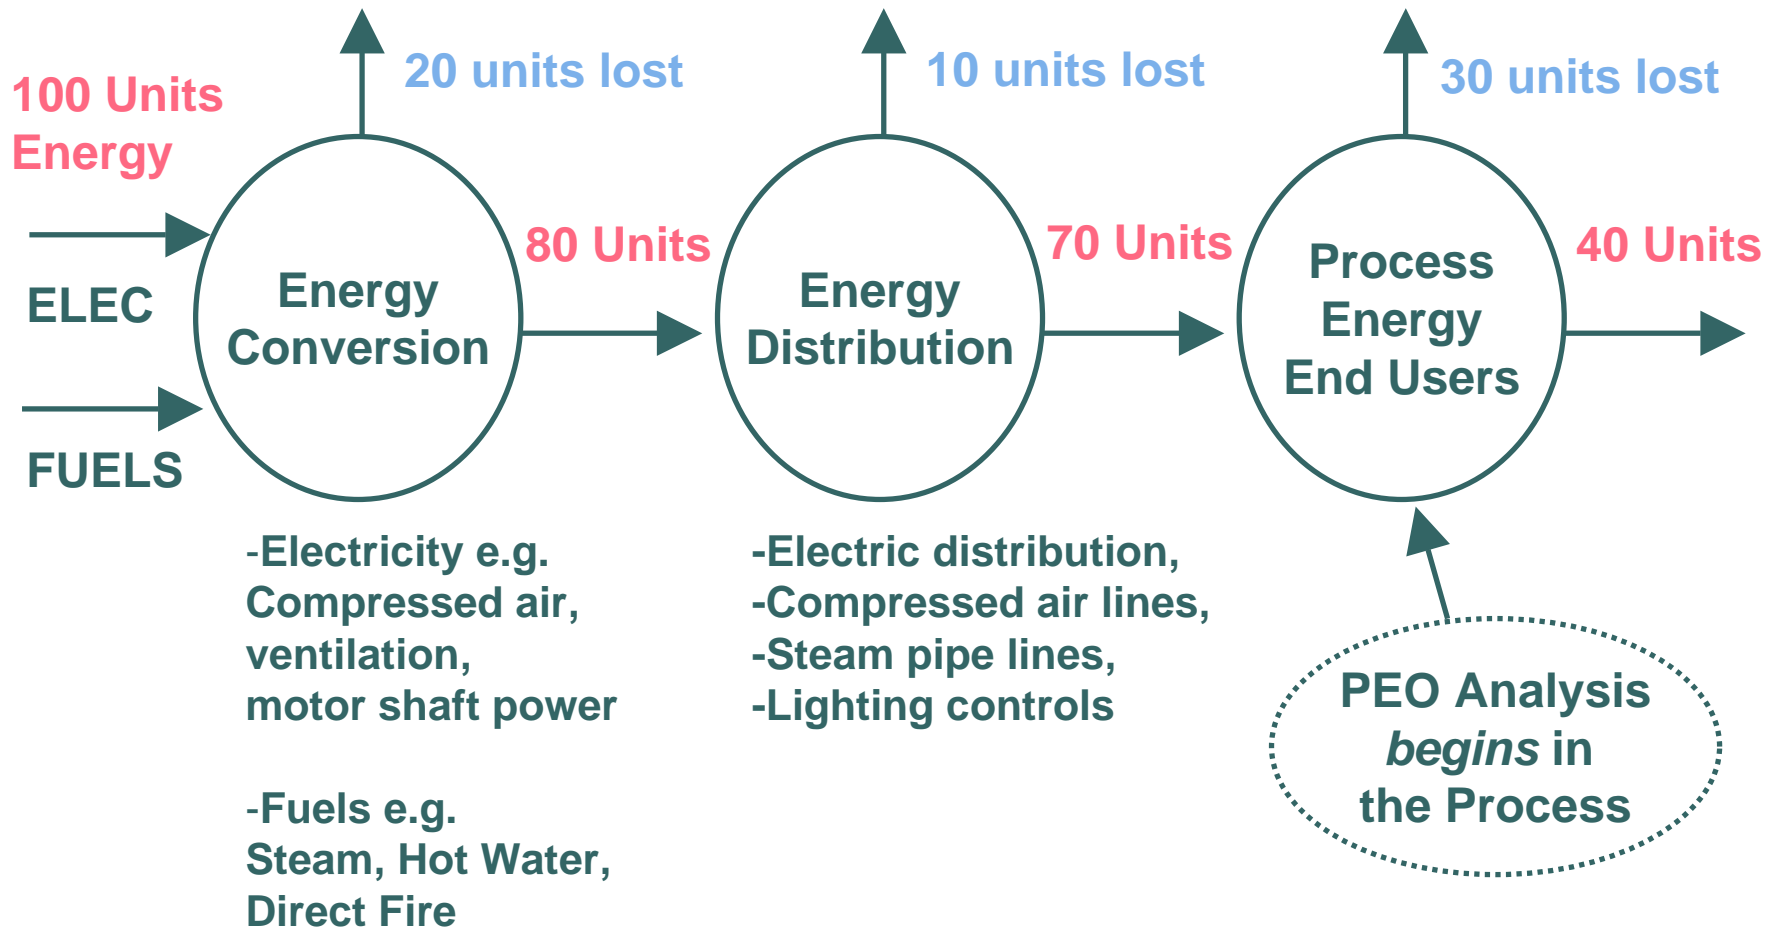 100 Units
Energy
20 units lost
10 units lost
30 units lost
ELEC
FUELS
Energy
Conversion
80 Units
Energy
Distribution
70 Units
Process
Energy
End Users
40 Units
-Electricity e.g.
Compressed air,
ventilation,
motor shaft power
-Fuels e.g.
Steam, Hot Water,
Direct Fire
-Electric distribution,
-Compressed air lines,
-Steam pipe lines,
-Lighting controls
PEO Analysis
begins in
the Process